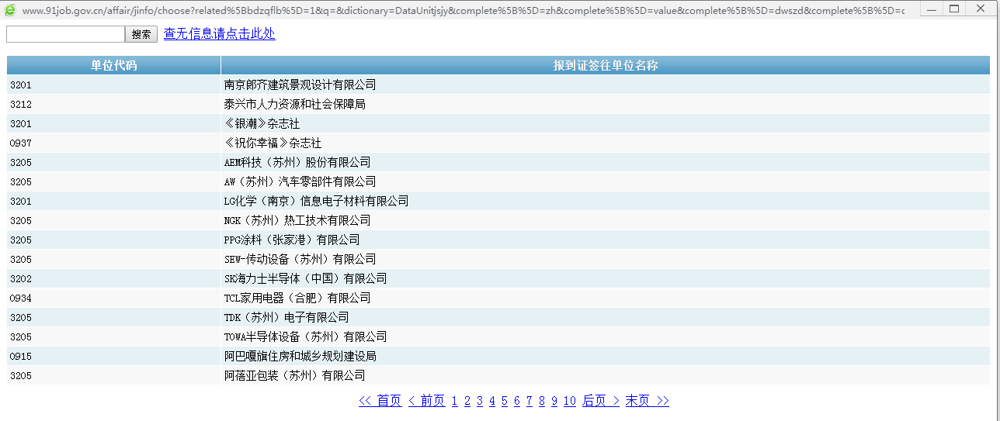 www.91job.gov.cn/affair/jinfo/choose?related%5Bbdzqflb%5D=1&q=&dictionary=DataUnitjsjy&complete%5B%5D=zh&complete%5B%5D=value&complete%5B%5D=dwszd&complete%5B%5D=c
搜索 查无信息请点击此处
单位代码 报到证签往单位名称
3201 南京郎齐建筑景观设计有限公司
3212 泰兴市人力资源和社会保障局
3201 《银潮》杂志社
0937 《祝你幸福》杂志社
3205 AEM科技（苏州）股份有限公司
3205 AW（苏州）汽车零部件有限公司
3201 LG化学（南京）信息电子材料有限公司
3205 NGK（苏州）热工技术有限公司
3205 PPG涂料（张家港）有限公司
3205 SEW-传动设备（苏州）有限公司
3202 SK海力士半导体（中国）有限公司
0934 TCL家用电器（合肥）有限公司
3205 TDK（苏州）电子有限公司
3205 TOWA半导体设备（苏州）有限公司
0915 阿巴嘎旗住房和城乡规划建设局
3205 阿蓓亚包装（苏州）有限公司
<< 首页 < 前页 1 2 3 4 5 6 7 8 9 10 后页 > 末页 >>